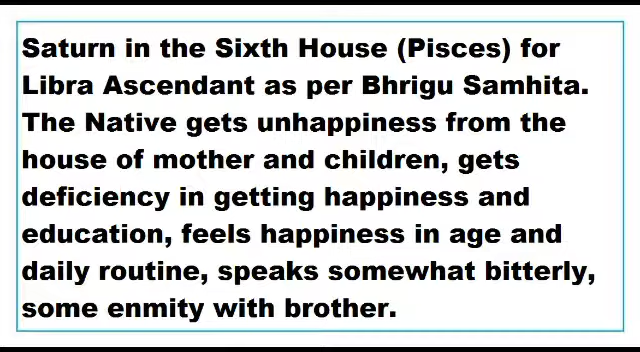 Saturn in the Sixth House (Pisces) for
Libra Ascendant as per Bhrigu Samhita.
The Native gets unhappiness from the
house of mother and children, gets
deficiency in getting happiness and
education, feels happiness in age and
daily routine, speaks somewhat bitterly,
some enmity with brother.